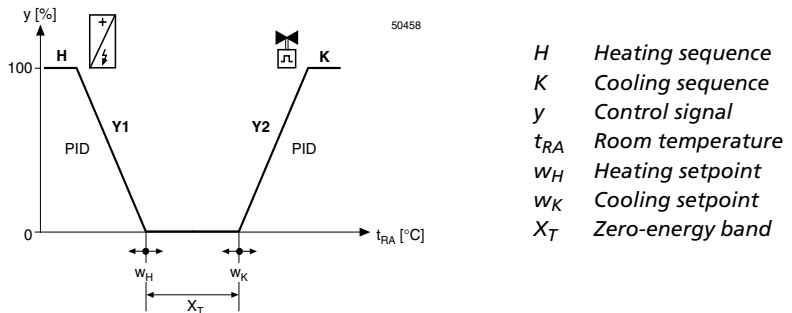 y [%]
50458
H
K
100
Y1
Y2
PID
PID
0
t_RA [°C]
w_H
w_K
X_T
H Heating sequence
K Cooling sequence
y Control signal
t_RA Room temperature
w_H Heating setpoint
w_K Cooling setpoint
X_T Zero-energy band